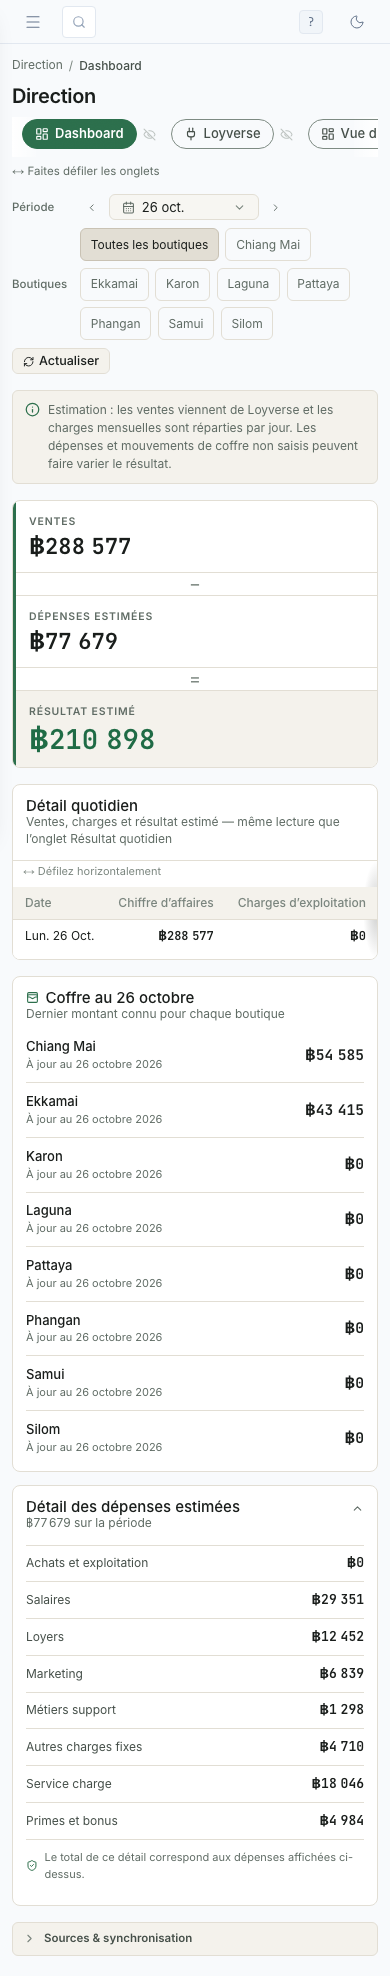 ?
Direction / Dashboard
Direction
Dashboard
Loyverse
Vue d
↔ Faites défiler les onglets
Période
26 oct.
Boutiques
Toutes les boutiques
Chiang Mai
Ekkamai
Karon
Laguna
Pattaya
Phangan
Samui
Silom
Actualiser
Estimation : les ventes viennent de Loyverse et les
charges mensuelles sont réparties par jour. Les
dépenses et mouvements de coffre non saisis peuvent
faire varier le résultat.
VENTES
฿288 577
−
DÉPENSES ESTIMÉES
฿77 679
=
RÉSULTAT ESTIMÉ
฿210 898
Détail quotidien
Ventes, charges et résultat estimé — même lecture que
l’onglet Résultat quotidien
↔ Défilez horizontalement
Date Chiffre d’affaires Charges d’exploitation
Lun. 26 Oct. ฿288 577 ฿0
Coffre au 26 octobre
Dernier montant connu pour chaque boutique
Chiang Mai ฿54 585
À jour au 26 octobre 2026
Ekkamai ฿43 415
À jour au 26 octobre 2026
Karon ฿0
À jour au 26 octobre 2026
Laguna ฿0
À jour au 26 octobre 2026
Pattaya ฿0
À jour au 26 octobre 2026
Phangan ฿0
À jour au 26 octobre 2026
Samui ฿0
À jour au 26 octobre 2026
Silom ฿0
À jour au 26 octobre 2026
Détail des dépenses estimées
฿77 679 sur la période
Achats et exploitation ฿0
Salaires ฿29 351
Loyers ฿12 452
Marketing ฿6 839
Métiers support ฿1 298
Autres charges fixes ฿4 710
Service charge ฿18 046
Primes et bonus ฿4 984
Le total de ce détail correspond aux dépenses affichées ci-
dessus.
Sources & synchronisation